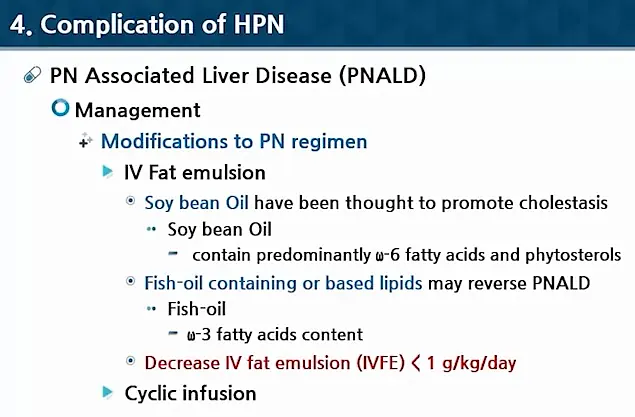 4. Complication of HPN
PN Associated Liver Disease (PNALD)
Management
Modifications to PN regimen
IV Fat emulsion
Soy bean Oil have been thought to promote cholestasis
Soy bean Oil
contain predominantly ω-6 fatty acids and phytosterols
Fish-oil containing or based lipids may reverse PNALD
Fish-oil
ω-3 fatty acids content
Decrease IV fat emulsion (IVFE) < 1 g/kg/day
Cyclic infusion